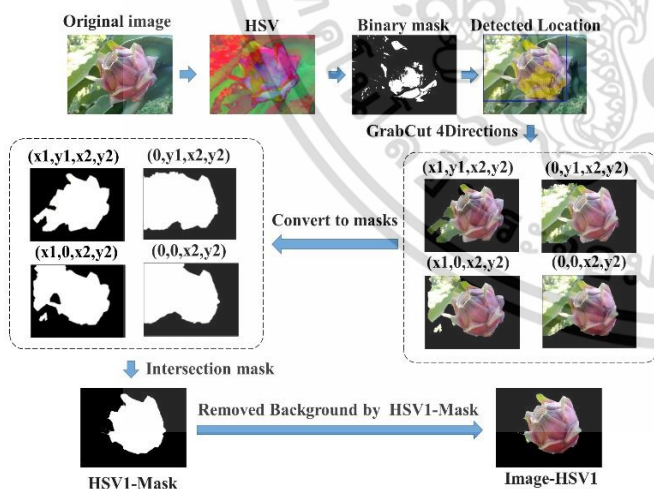 Original image
HSV
Binary mask
Detected Location
GrabCut 4Directions
(x1,y1,x2,y2)
(0,y1,x2,y2)
(x1,0,x2,y2)
(0,0,x2,y2)
Convert to masks
(x1,y1,x2,y2)
(0,y1,x2,y2)
(x1,0,x2,y2)
(0,0,x2,y2)
Intersection mask
Removed Background by HSV1-Mask
HSV1-Mask
Image-HSV1